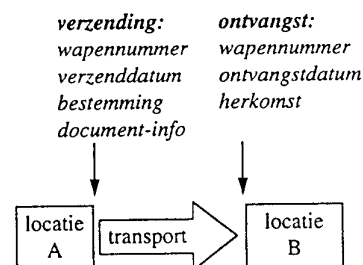 verzending:
wapennummer
verzenddatum
bestemming
document-info
ontvangst:
wapennummer
ontvangstdatum
herkomst
locatie
A
transport
locatie
B